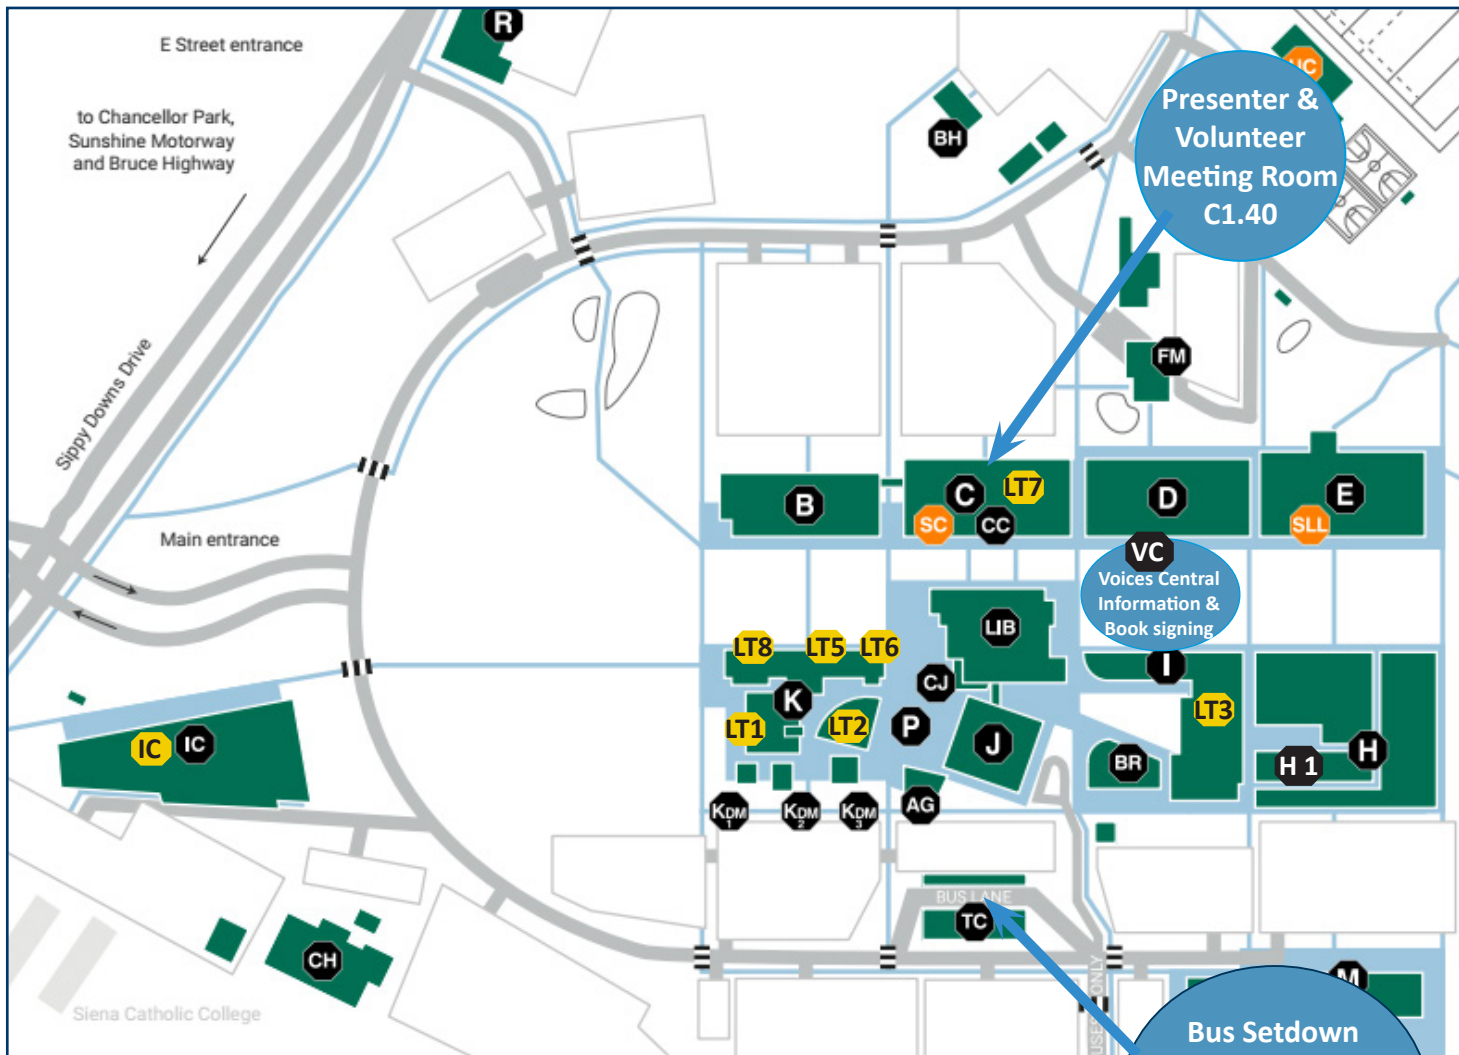 R
E Street entrance
to Chancellor Park,
Sunshine Motorway
and Bruce Highway
BH
Presenter &
Volunteer
Meeting Room
C1.40
FM
Sippy Downs Drive
B
C
LT7
SC
CC
D
E
SLL
Main entrance
VC
Voices Central
Information &
Book signing
LIB
LT8
LT5
LT6
I
CJ
K
LT1
LT2
P
J
LT3
BR
H
H 1
IC
IC
KDM
1
KDM
2
KDM
3
AG
BUS LANE
TC
CH
M
Siena Catholic College
Bus Setdown